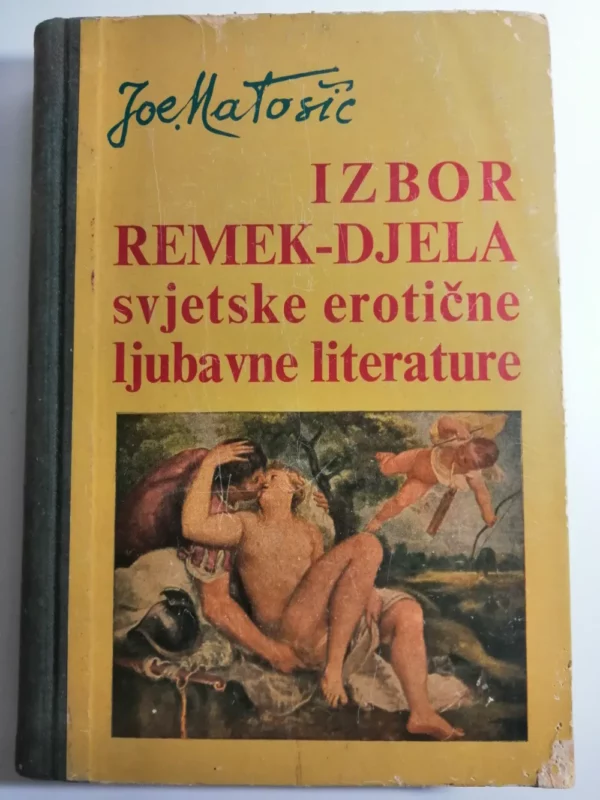 Joe Matošić
IZBOR
REMEK-DJELA
svjetske erotične
ljubavne literature